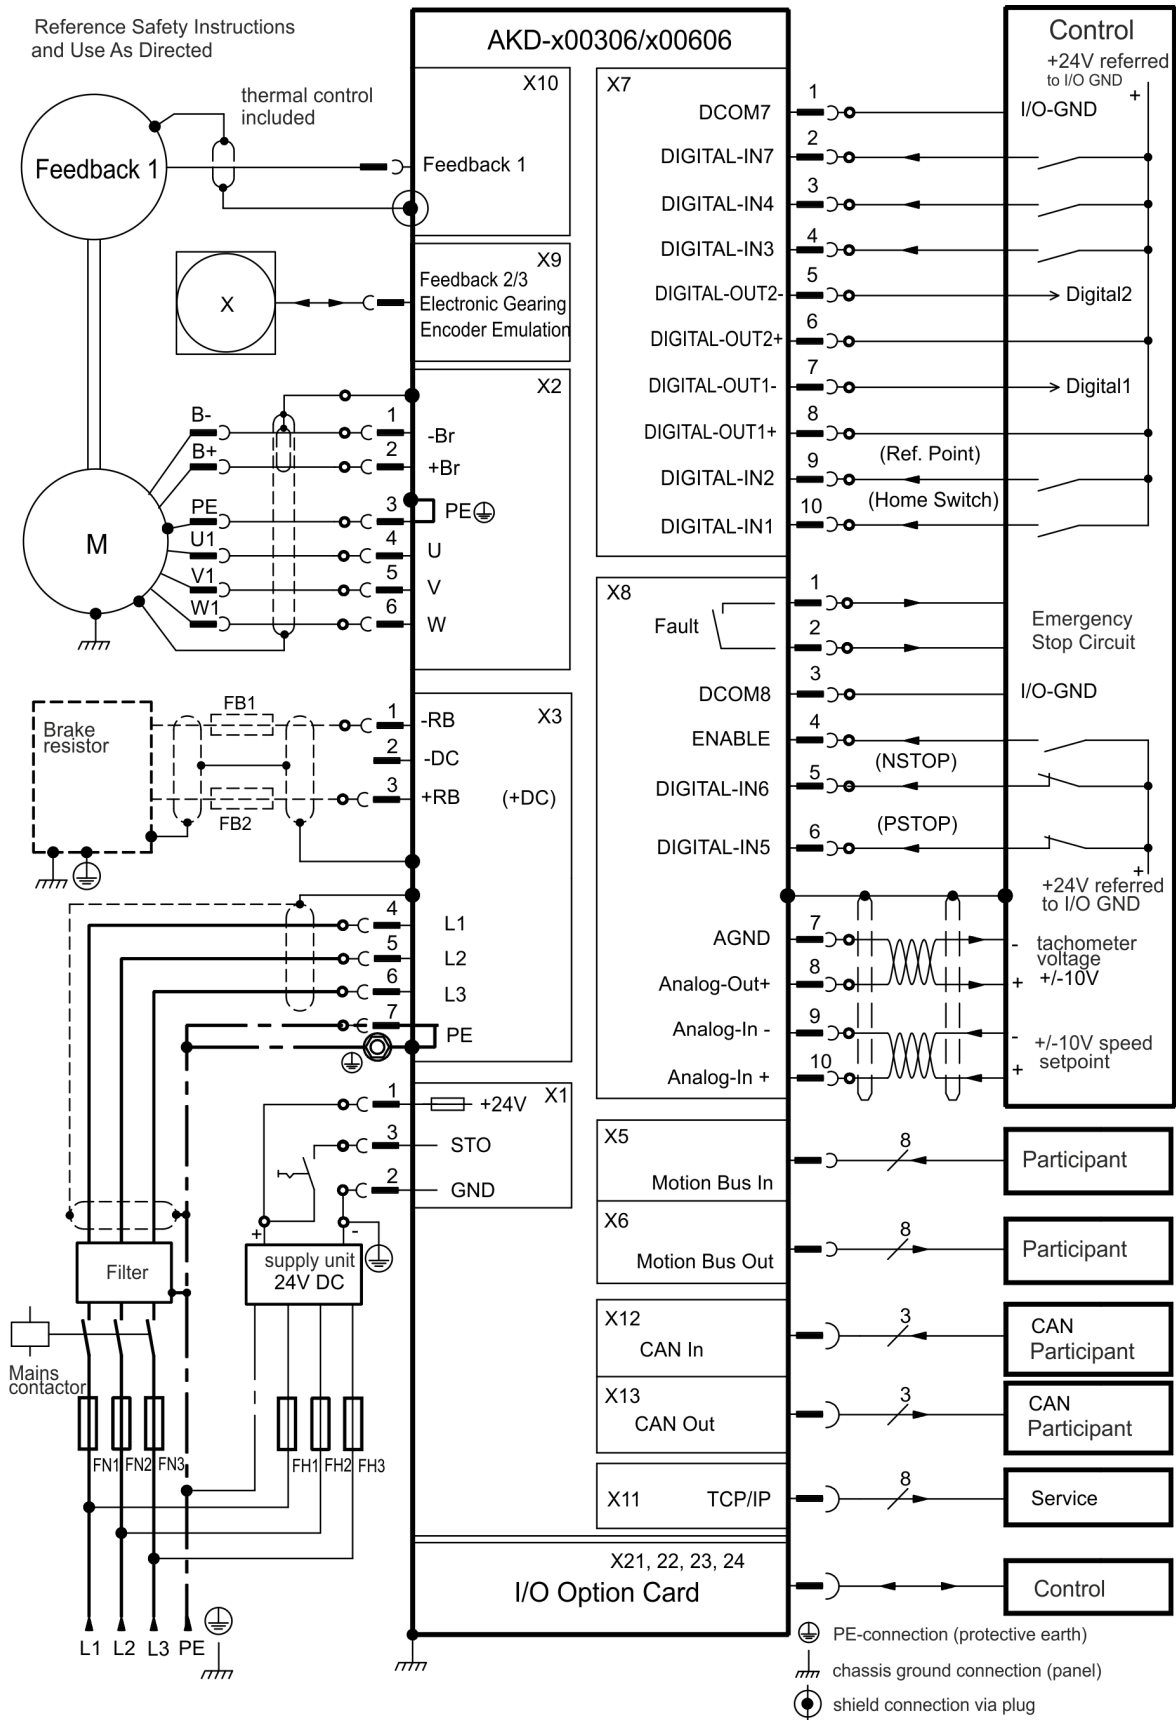 Reference Safety Instructions
and Use As Directed
AKD-x00306/x00606
Control
+24V referred
to I/O GND
+
X10
thermal control
included
Feedback 1
Feedback 1
X9
Feedback 2/3
Electronic Gearing
Encoder Emulation
X
X2
B-
1
-Br
B+
2
+Br
PE
3
PE
U1
4
U
V1
5
V
W1
6
W
M
X3
Brake
resistor
FB1
1
-RB
2
-DC
3
+RB
(+DC)
FB2
4
L1
5
L2
6
L3
7
PE
X1
1
+24V
3
STO
2
GND
+
-
supply unit
24V DC
Filter
Mains
contactor
FN1
FN2
FN3
FH1
FH2
FH3
L1
L2
L3
PE
X7
DCOM7
1
I/O-GND
DIGITAL-IN7
2
DIGITAL-IN4
3
DIGITAL-IN3
4
DIGITAL-OUT2-
5
Digital2
DIGITAL-OUT2+
6
DIGITAL-OUT1-
7
Digital1
DIGITAL-OUT1+
8
(Ref. Point)
DIGITAL-IN2
9
(Home Switch)
DIGITAL-IN1
10
X8
Fault
1
2
Emergency
Stop Circuit
DCOM8
3
I/O-GND
ENABLE
4
(NSTOP)
DIGITAL-IN6
5
(PSTOP)
DIGITAL-IN5
6
+
+24V referred
to I/O GND
AGND
7
-
tachometer
voltage
+/-10V
Analog-Out+
8
+
Analog-In -
9
-
+/-10V speed
setpoint
Analog-In +
10
+
X5
Motion Bus In
8
Participant
X6
Motion Bus Out
8
Participant
X12
CAN In
3
CAN
Participant
X13
CAN Out
3
CAN
Participant
X11
TCP/IP
8
Service
X21, 22, 23, 24
I/O Option Card
Control
PE-connection (protective earth)
chassis ground connection (panel)
shield connection via plug